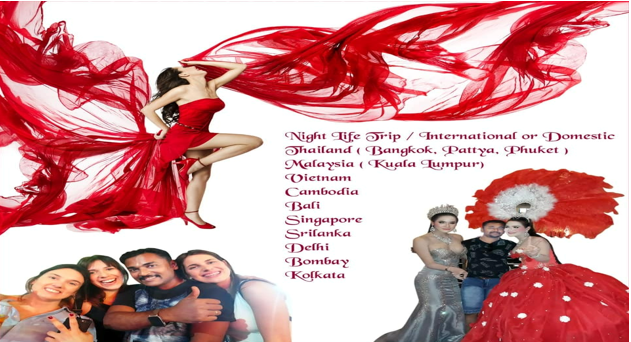 Night Life Trip / International or Domestic
Thailand ( Bangkok, Pattya, Phuket )
Malaysia ( Kuala Lumpur)
Vietnam
Cambodia
Bali
Singapore
Srilanka
Delhi
Bombay
Kolkata